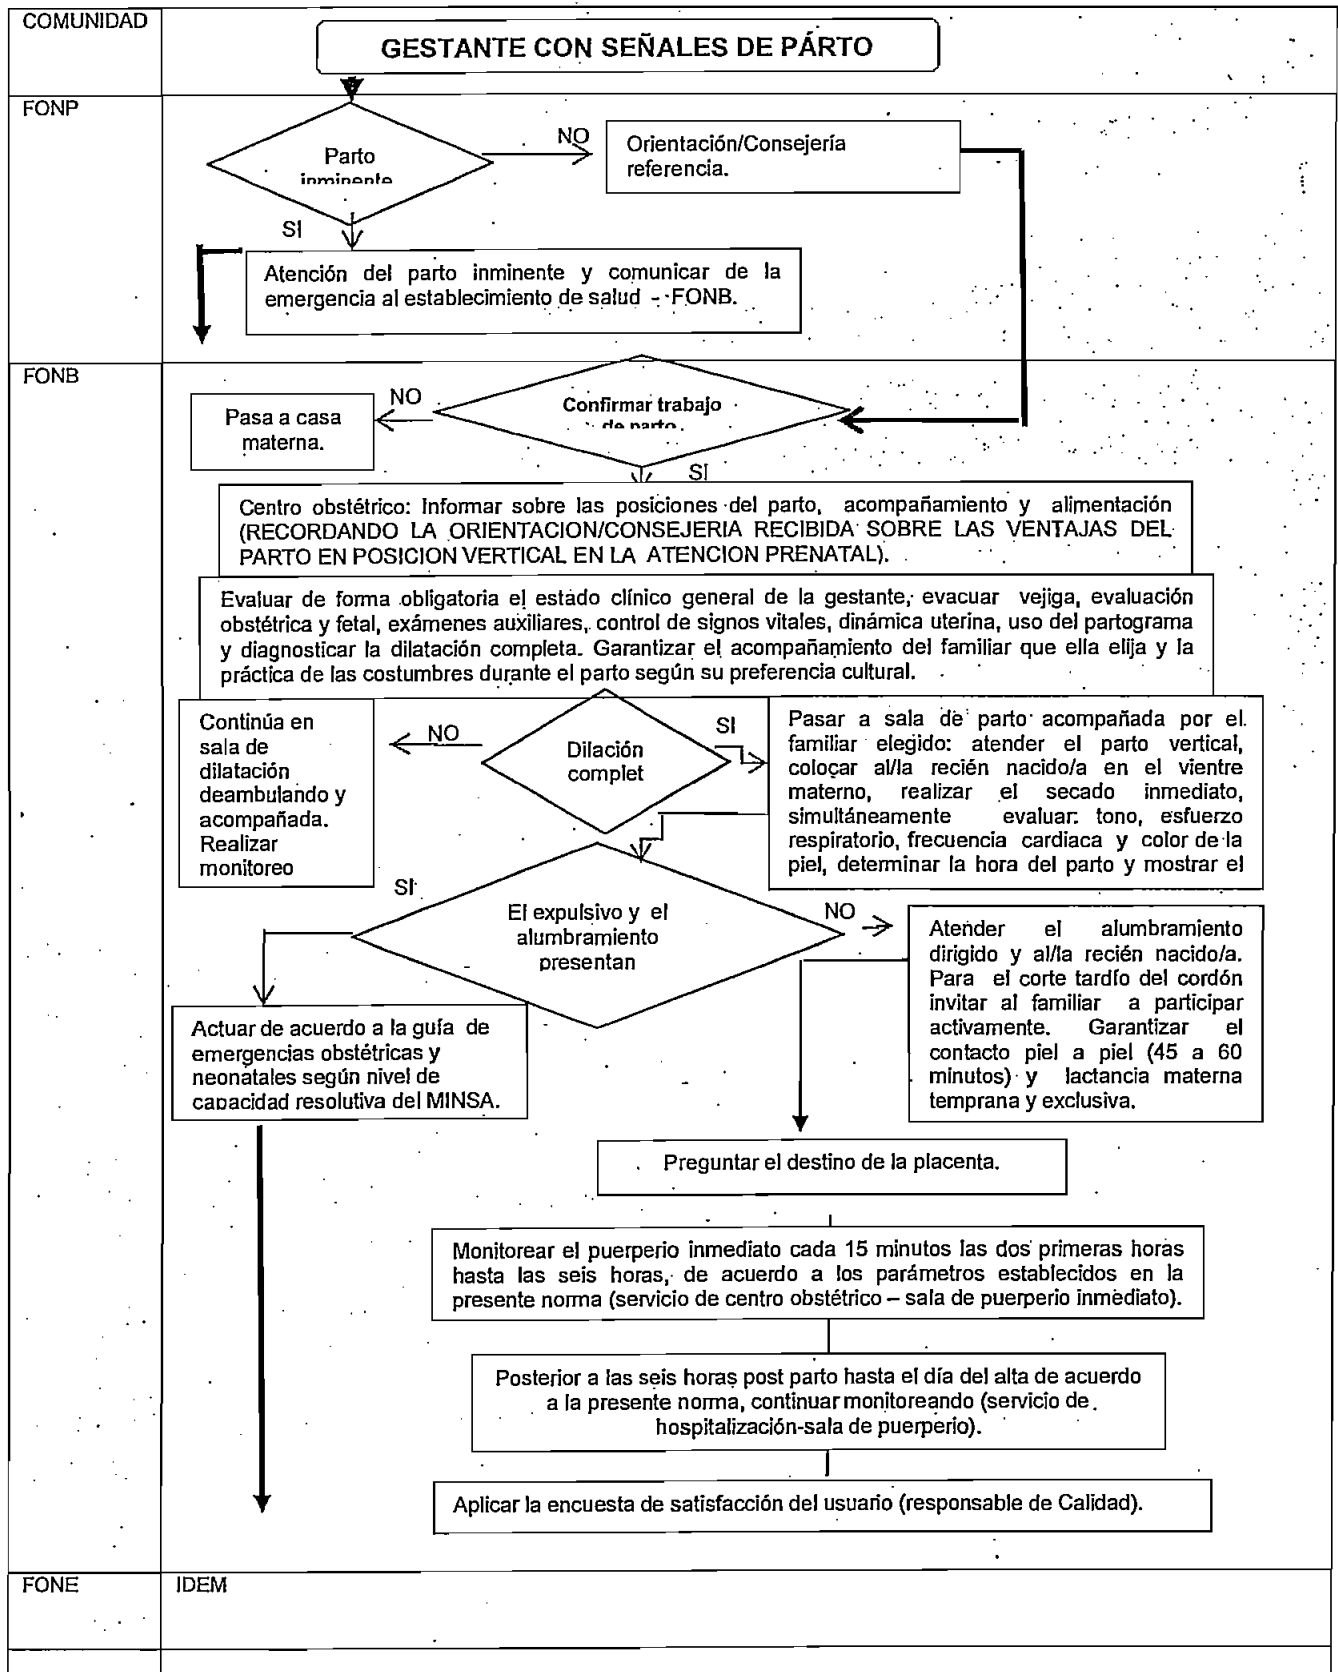 COMUNIDAD
GESTANTE CON SEÑALES DE PÁRTO
FONP
Parto
inminente
NO
Orientación/Consejería
referencia.
SI
Atención del parto inminente y comunicar de la
emergencia al establecimiento de salud - FONB.
FONB
Confirmar trabajo
de parto
NO
Pasa a casa
materna.
SI
Centro obstétrico: Informar sobre las posiciones del parto, acompañamiento y alimentación
(RECORDANDO LA ORIENTACION/CONSEJERIA RECIBIDA SOBRE LAS VENTAJAS DEL
PARTO EN POSICION VERTICAL EN LA ATENCION PRENATAL).
Evaluar de forma obligatoria el estado clínico general de la gestante, evacuar vejiga, evaluación
obstétrica y fetal, exámenes auxiliares, control de signos vitales, dinámica uterina, uso del partograma
y diagnosticar la dilatación completa. Garantizar el acompañamiento del familiar que ella elija y la
práctica de las costumbres durante el parto según su preferencia cultural.
Continúa en
sala de
dilatación
deambulando y
acompañada.
Realizar
monitoreo
NO
Dilación
complet
SI
Pasar a sala de parto acompañada por el
familiar elegido: atender el parto vertical,
colocar al/la recién nacido/a en el vientre
materno, realizar el secado inmediato,
simultáneamente evaluar: tono, esfuerzo
respiratorio, frecuencia cardiaca y color de la
piel, determinar la hora del parto y mostrar el
SI
El expulsivo y el
alumbramiento
presentan
NO
Atender el alumbramiento
dirigido y al/la recién nacido/a.
Para el corte tardío del cordón
invitar al familiar a participar
activamente. Garantizar el
contacto piel a piel (45 a 60
minutos) y lactancia materna
temprana y exclusiva.
Actuar de acuerdo a la guía de
emergencias obstétricas y
neonatales según nivel de
capacidad resolutiva del MINSA.
Preguntar el destino de la placenta.
Monitorear el puerperio inmediato cada 15 minutos las dos primeras horas
hasta las seis horas, de acuerdo a los parámetros establecidos en la
presente norma (servicio de centro obstétrico – sala de puerperio inmediato).
Posterior a las seis horas post parto hasta el día del alta de acuerdo
a la presente norma, continuar monitoreando (servicio de
hospitalización-sala de puerperio).
Aplicar la encuesta de satisfacción del usuario (responsable de Calidad).
FONE
IDEM